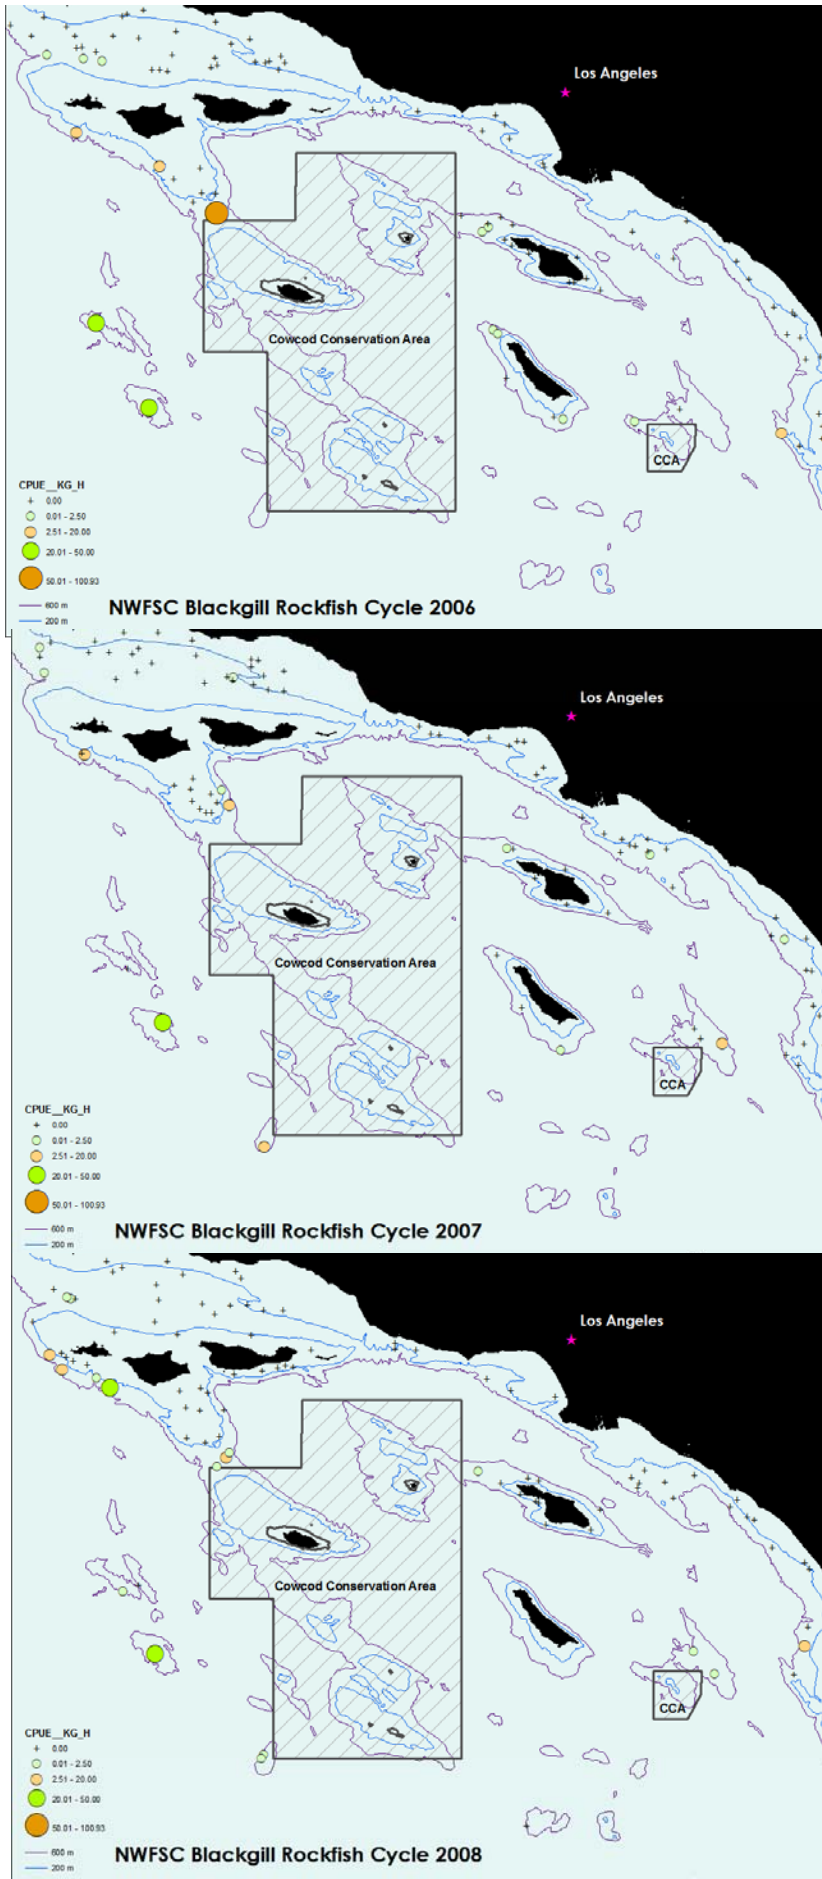 Los Angeles
Cowcod Conservation Area
CCA
CPUE__KG_H
0.00
0.01 - 2.50
2.51 - 20.00
20.01 - 50.00
50.01 - 100.93
600 m
200 m
NWFSC Blackgill Rockfish Cycle 2006
Los Angeles
Cowcod Conservation Area
CCA
CPUE__KG_H
0.00
0.01 - 2.50
2.51 - 20.00
20.01 - 50.00
50.01 - 100.93
600 m
200 m
NWFSC Blackgill Rockfish Cycle 2007
Los Angeles
Cowcod Conservation Area
CCA
CPUE__KG_H
0.00
0.01 - 2.50
2.51 - 20.00
20.01 - 50.00
50.01 - 100.93
600 m
200 m
NWFSC Blackgill Rockfish Cycle 2008